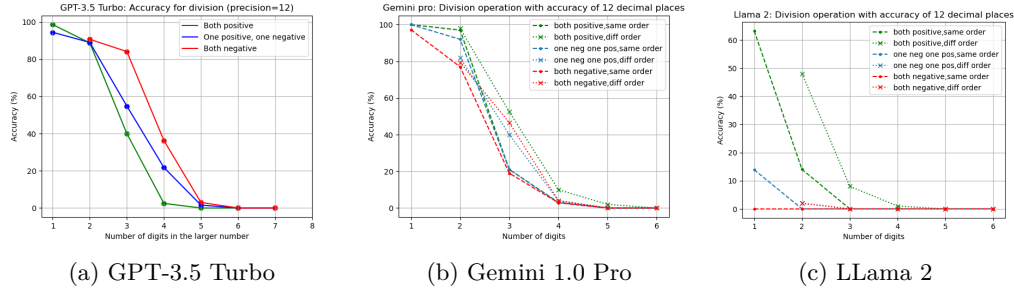 GPT-3.5 Turbo: Accuracy for division (precision=12)
Accuracy (%)
100
80
60
40
20
0
Both positive
One positive, one negative
Both negative
1 2 3 4 5 6 7 8
Number of digits in the larger number
(a) GPT-3.5 Turbo
Gemini pro: Division operation with accuracy of 12 decimal places
Accuracy (%)
100
80
60
40
20
0
both positive,same order
both positive,diff order
one neg one pos,same order
one neg one pos,diff order
both negative,same order
both negative,diff order
1 2 3 4 5 6
Number of digits
(b) Gemini 1.0 Pro
Llama 2: Division operation with accuracy of 12 decimal places
Accuracy (%)
60
50
40
30
20
10
0
both positive,same order
both positive,diff order
one neg one pos,same order
one neg one pos,diff order
both negative,same order
both negative,diff order
1 2 3 4 5 6
Number of digits
(c) LLama 2